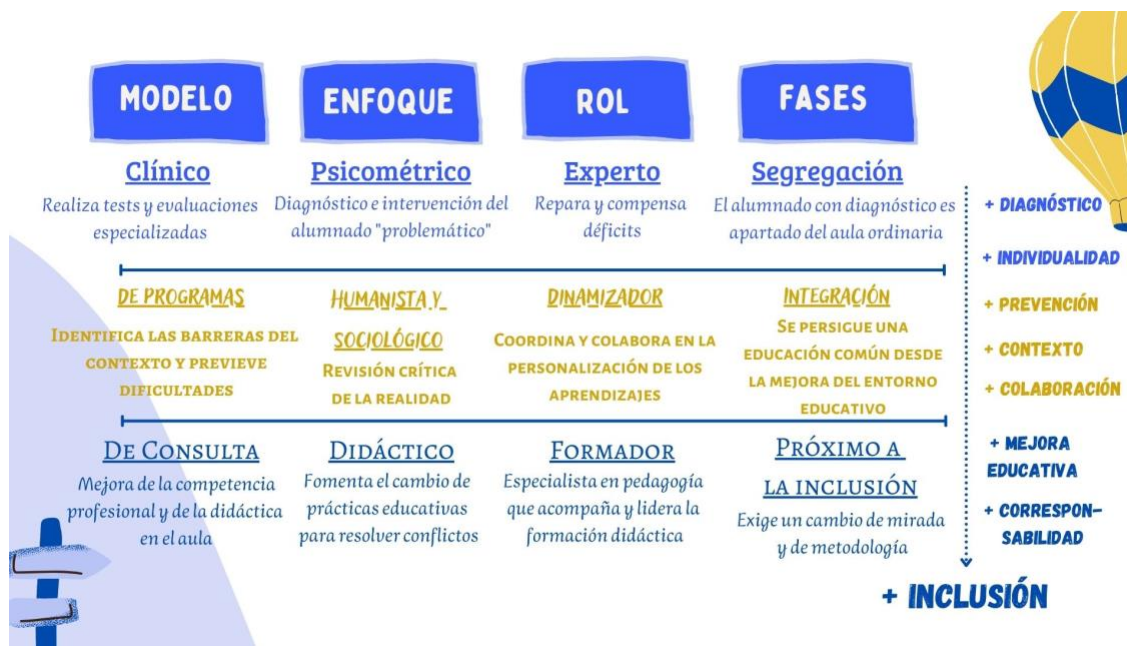 MODELO
ENFOQUE
ROL
FASES
Clínico
Realiza tests y evaluaciones
especializadas
Psicométrico
Diagnóstico e intervención del
alumnado "problemático"
Experto
Repara y compensa
déficits
Segregación
El alumnado con diagnóstico es
apartado del aula ordinaria
+ DIAGNÓSTICO
+ INDIVIDUALIDAD
DE PROGRAMAS
IDENTIFICA LAS BARRERAS DEL
CONTEXTO Y PREVIEVE
DIFICULTADES
HUMANISTA Y
SOCIOLÓGICO
REVISIÓN CRÍTICA
DE LA REALIDAD
DINAMIZADOR
COORDINA Y COLABORA EN LA
PERSONALIZACIÓN DE LOS
APRENDIZAJES
INTEGRACIÓN
SE PERSIGUE UNA
EDUCACIÓN COMÚN DESDE
LA MEJORA DEL ENTORNO
EDUCATIVO
+ PREVENCIÓN
+ CONTEXTO
+ COLABORACIÓN
DE CONSULTA
Mejora de la competencia
profesional y de la didáctica
en el aula
DIDÁCTICO
Fomenta el cambio de
prácticas educativas
para resolver conflictos
FORMADOR
Especialista en pedagogía
que acompaña y lidera la
formación didáctica
PRÓXIMO A
LA INCLUSIÓN
Exige un cambio de mirada
y de metodología
+ MEJORA
EDUCATIVA
+ CORRESPON-
SABILIDAD
+ INCLUSIÓN